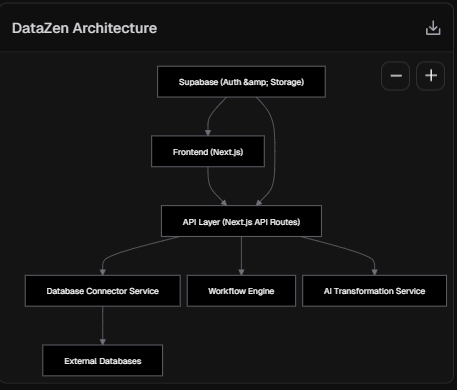 DataZen Architecture
Supabase (Auth &amp; Storage)
Frontend (Next.js)
API Layer (Next.js API Routes)
Database Connector Service
Workflow Engine
AI Transformation Service
External Databases